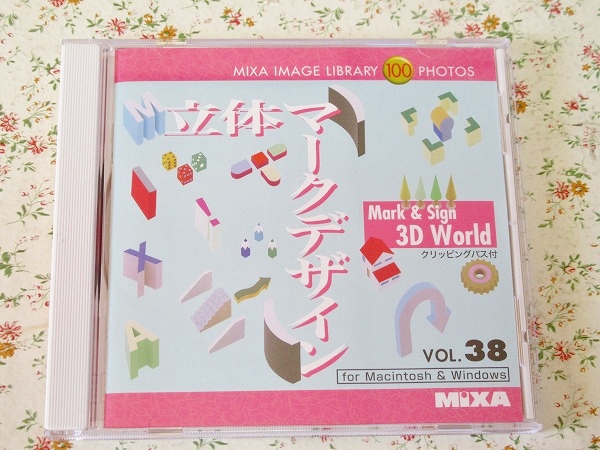 MIXA IMAGE LIBRARY 100 PHOTOS
立体
マークデザイン
Mark & Sign
3D World
クリッピングパス付
VOL.38
for Macintosh & Windows
MIXA